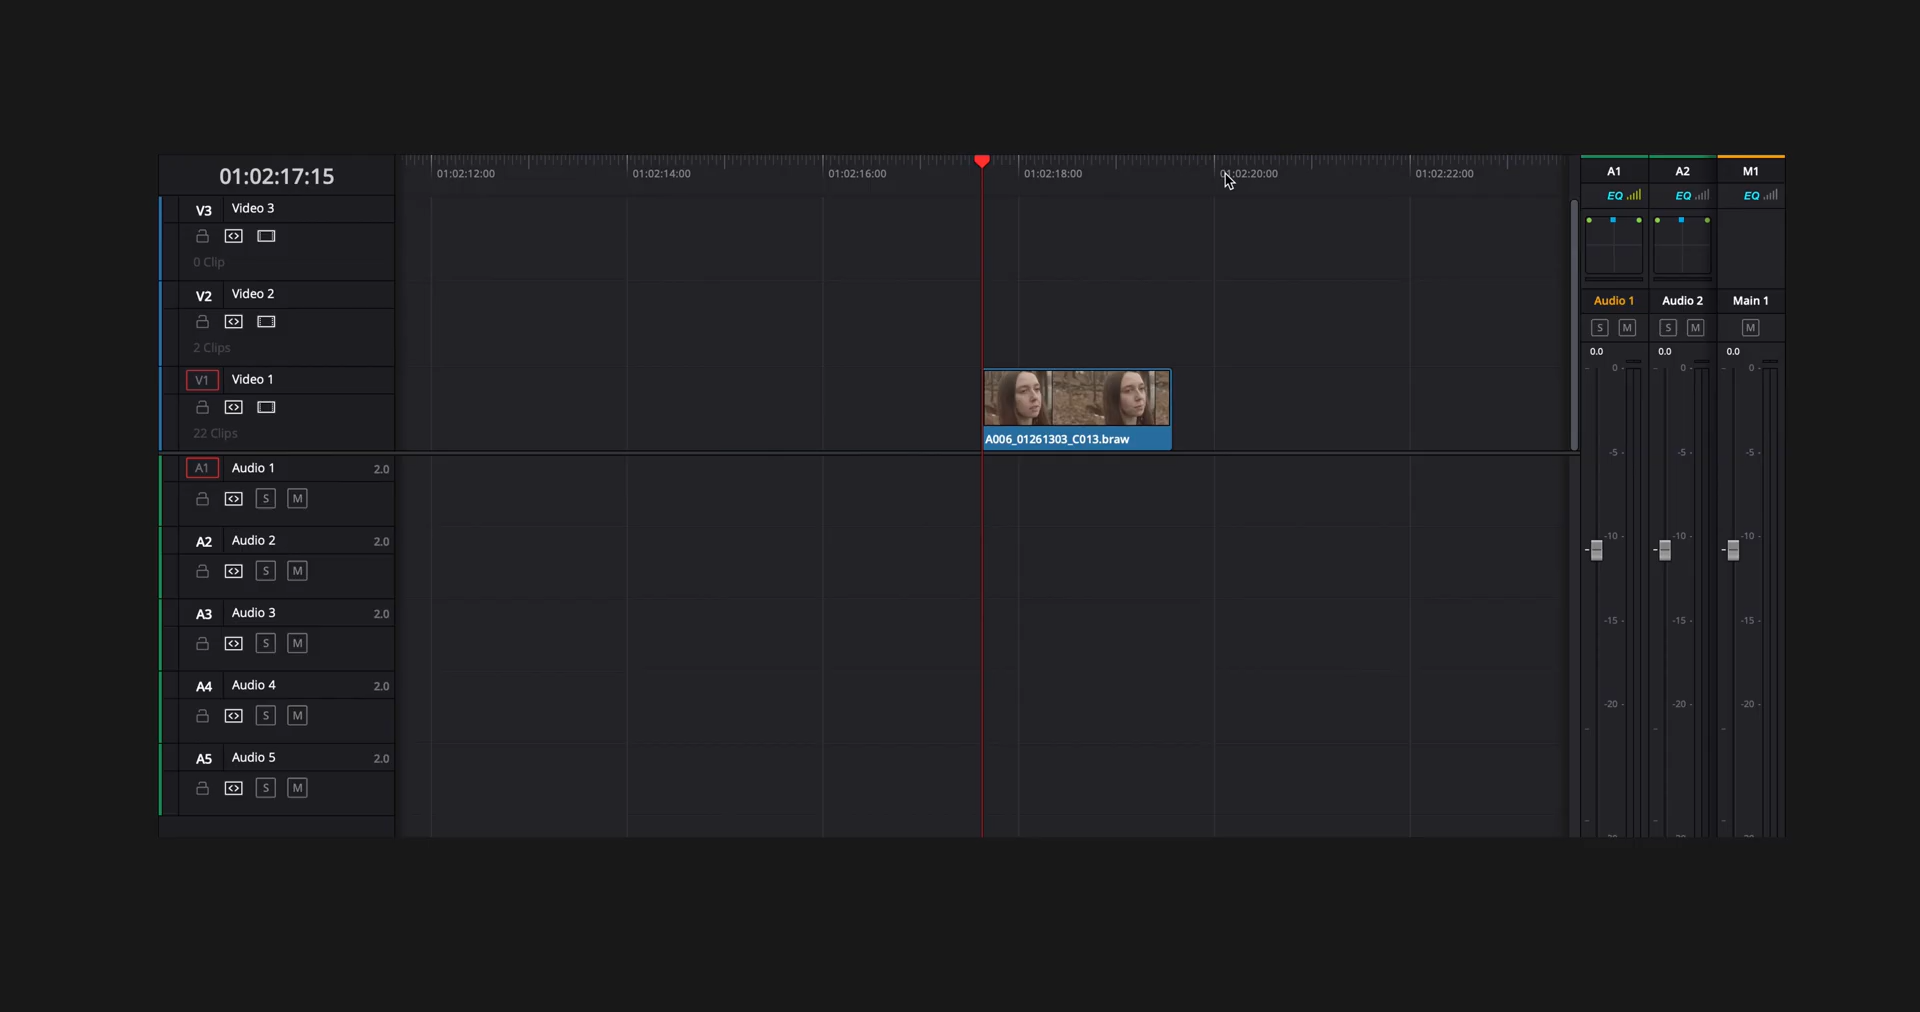 01:02:17:15
01:02:12:00 01:02:14:00 01:02:16:00 01:02:18:00 01:02:20:00 01:02:22:00
V3 Video 3
0 Clip
V2 Video 2
2 Clips
V1 Video 1
22 Clips
A006_01261303_C013.braw
A1 Audio 1 2.0
S M
A2 Audio 2 2.0
S M
A3 Audio 3 2.0
S M
A4 Audio 4 2.0
S M
A5 Audio 5 2.0
S M
A1 A2 M1
EQ EQ EQ
Audio 1 Audio 2 Main 1
S M S M M
0.0 0.0 0.0
0 0 0
-5 -5 -5
-10 -10 -10
-15 -15 -15
-20 -20 -20